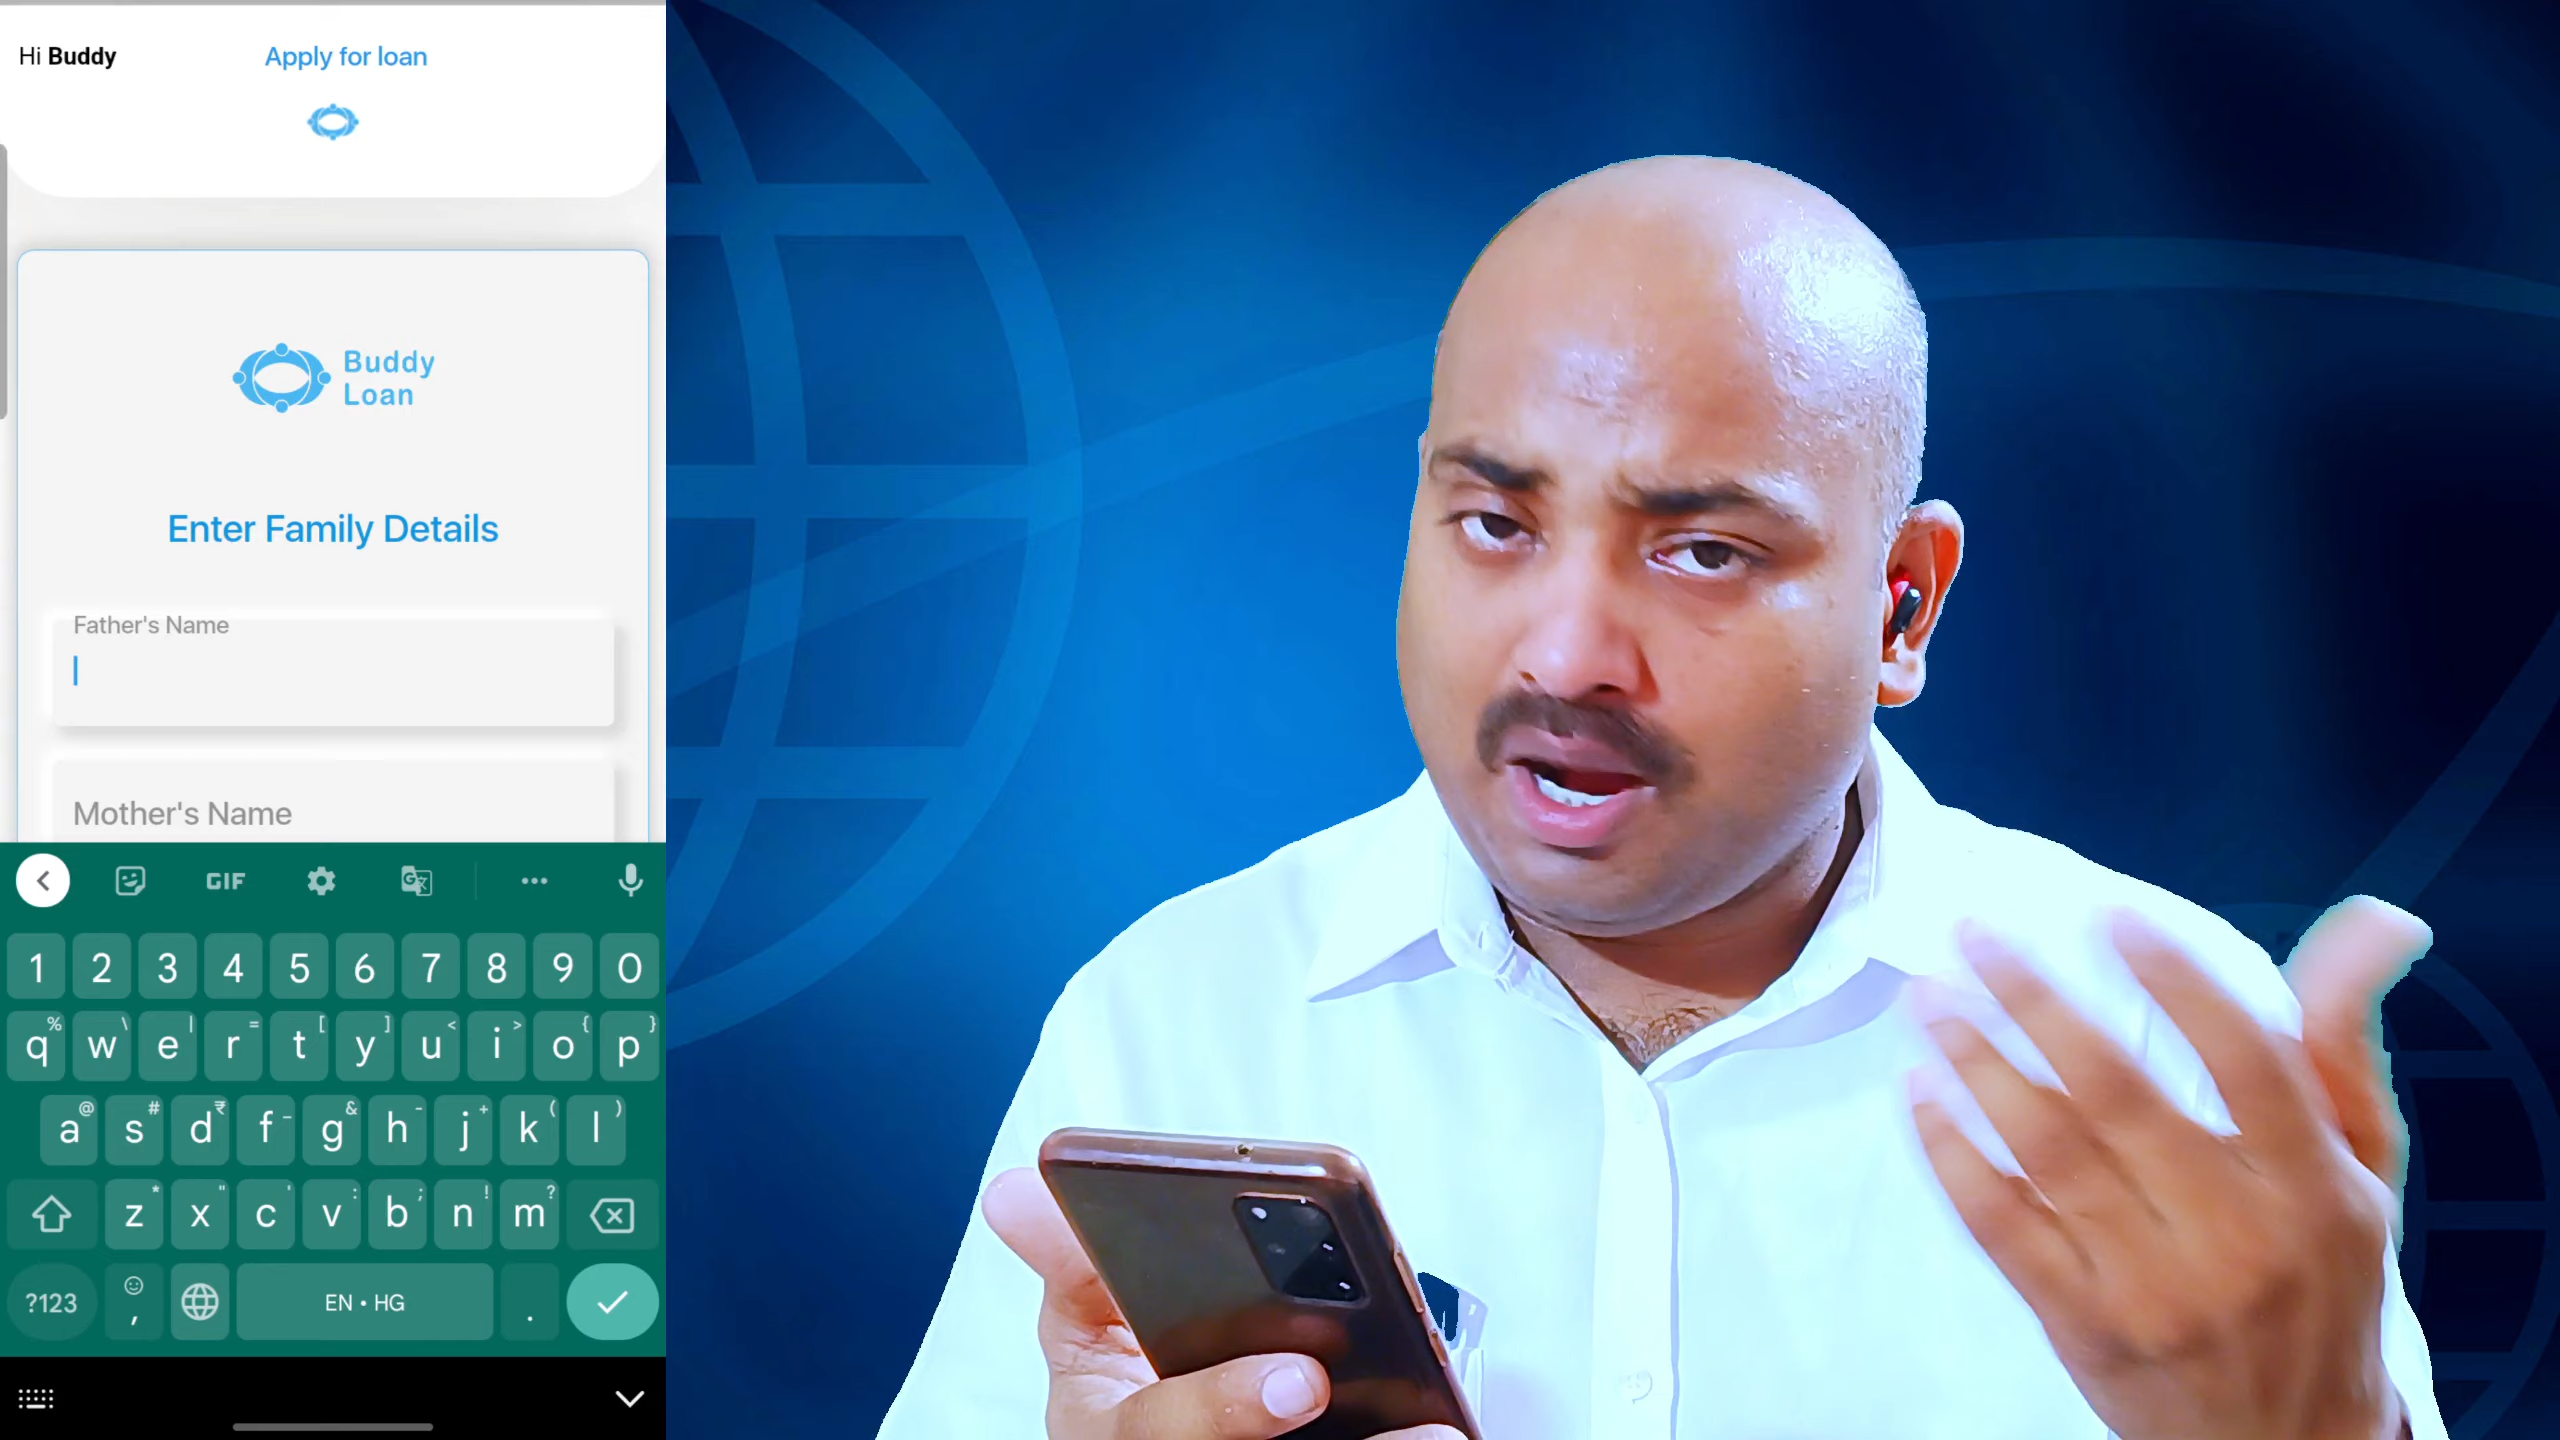 Hi Buddy
Apply for loan
Buddy
Loan
Enter Family Details
Father's Name
Mother's Name
GIF
1 2 3 4 5 6 7 8 9 0
q % w \ e | r = t [ y ] u < i > o { p }
a @ s # d ₹ f _ g & h - j + k ( l )
z * x " c ' v : b ; n ! m ?
?123 , EN • HG .